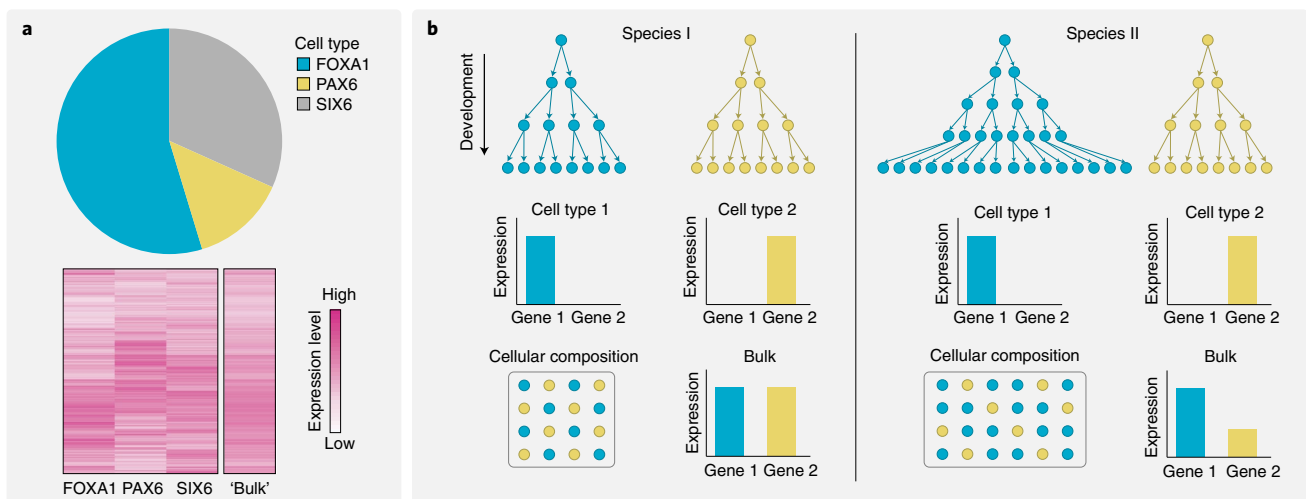 a
Cell type
FOXA1
PAX6
SIX6
High
Expression level
Low
FOXA1 PAX6 SIX6 'Bulk'
b
Species I
Species II
Development
Cell type 1
Cell type 2
Cell type 1
Cell type 2
Expression
Expression
Expression
Expression
Gene 1 Gene 2
Gene 1 Gene 2
Gene 1 Gene 2
Gene 1 Gene 2
Cellular composition
Bulk
Cellular composition
Bulk
Expression
Expression
Gene 1 Gene 2
Gene 1 Gene 2